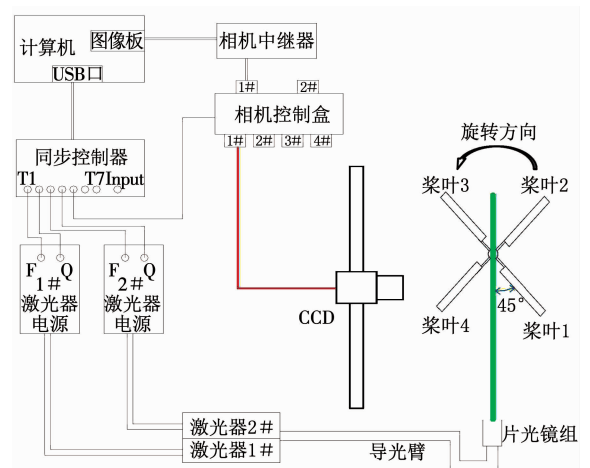 计算机
图像板
USB口
相机中继器
1# 2#
相机控制盒
1# 2# 3# 4#
同步控制器
T1 T7Input
F Q
1#
激光器
电源
F Q
2#
激光器
电源
CCD
旋转方向
桨叶3 桨叶2
45°
桨叶4 桨叶1
激光器2#
激光器1#
导光臂
片光镜组